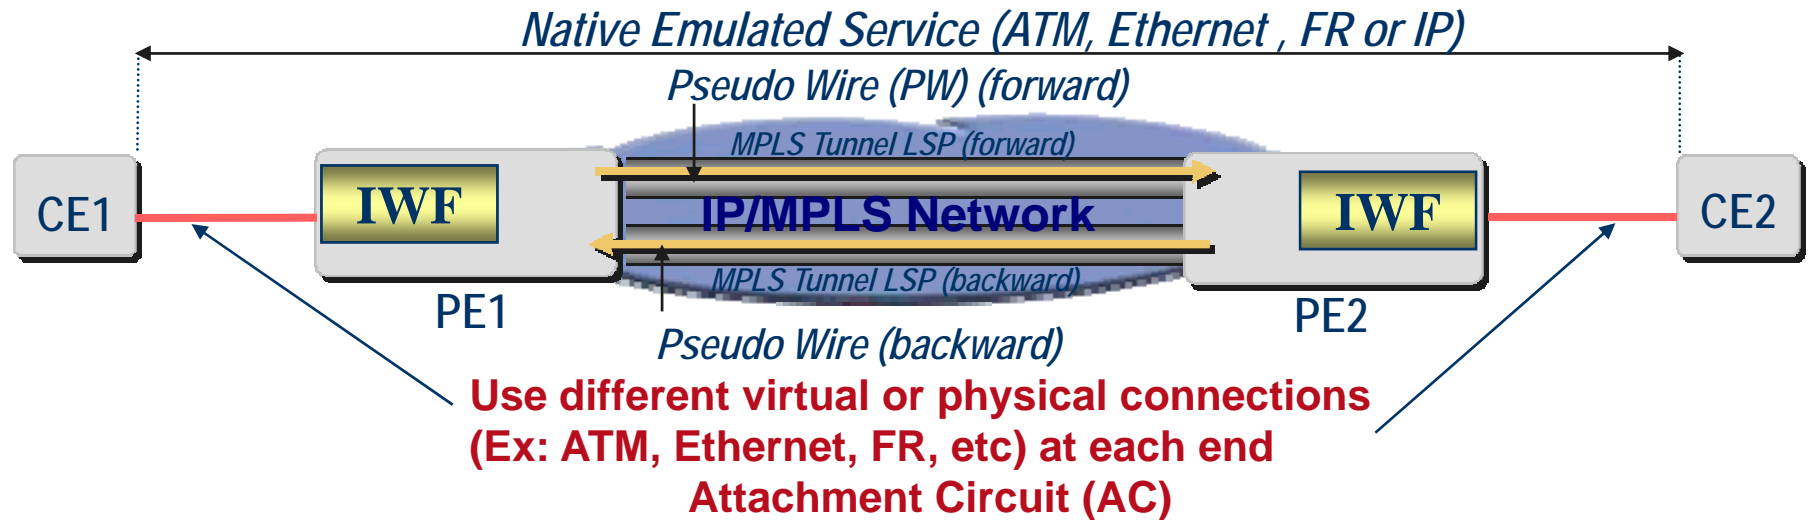 Native Emulated Service (ATM, Ethernet , FR or IP)
Pseudo Wire (PW) (forward)
MPLS Tunnel LSP (forward)
CE1
IWF
IP/MPLS Network
IWF
CE2
MPLS Tunnel LSP (backward)
PE1
PE2
Pseudo Wire (backward)
Use different virtual or physical connections
(Ex: ATM, Ethernet, FR, etc) at each end
Attachment Circuit (AC)